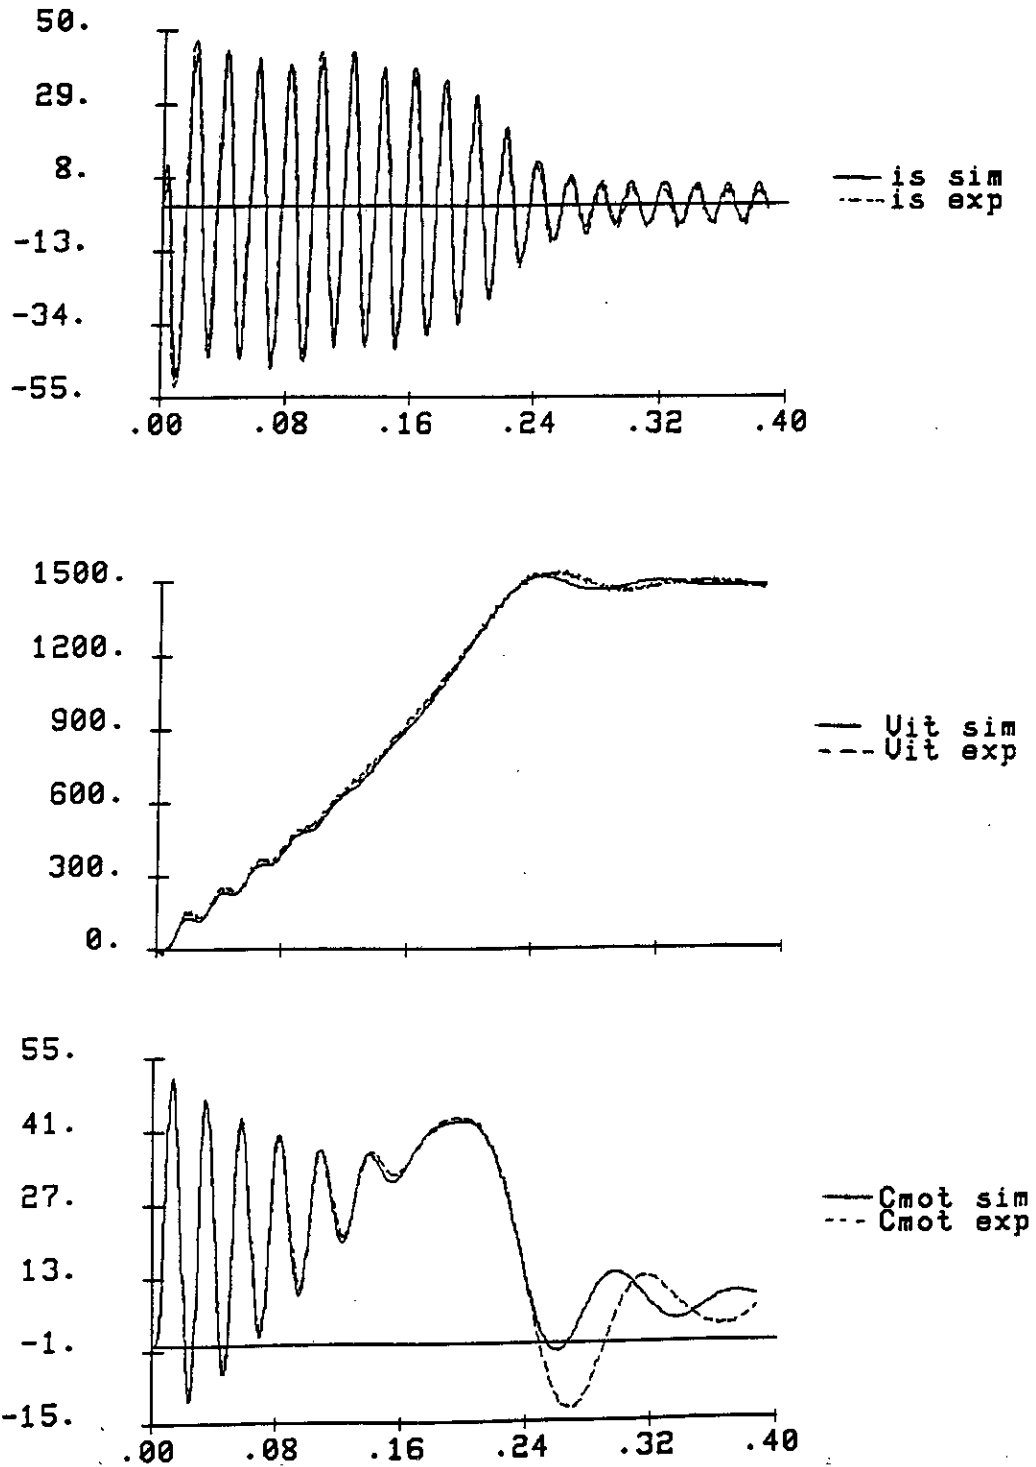 50.
29.
8.
-13.
-34.
-55.
.00 .08 .16 .24 .32 .40
is sim
is exp
1500.
1200.
900.
600.
300.
0.
Vit sim
Vit exp
55.
41.
27.
13.
-1.
-15.
.00 .08 .16 .24 .32 .40
Cmot sim
Cmot exp